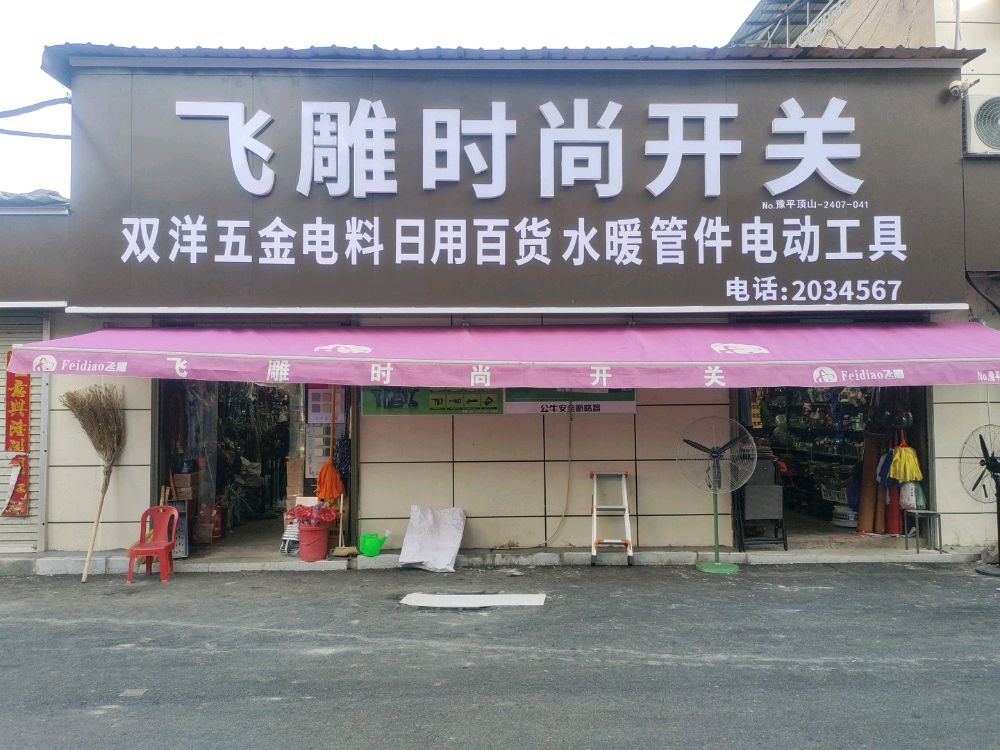 飞雕时尚开关
No.豫平顶山-2407-041
双洋五金电料日用百货水暖管件电动工具
电话:2034567
Feidiao飞雕 飞雕时尚开关 Feidiao飞雕
公牛安全断路器
意兴隆